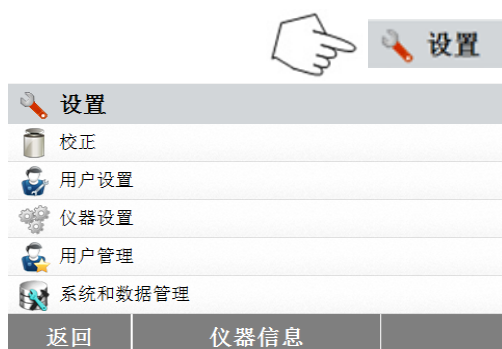 设置
设置
校正
用户设置
仪器设置
用户管理
系统和数据管理
返回 仪器信息